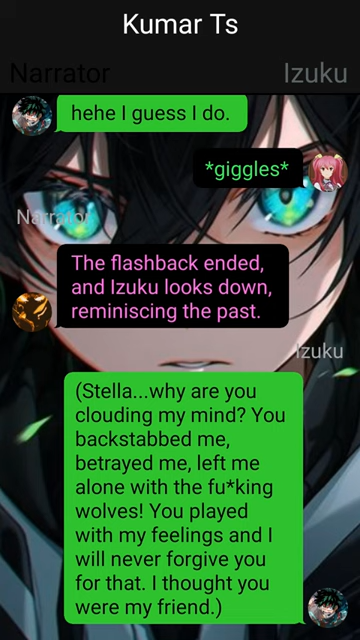 Kumar Ts
Narrator
Izuku
hehe I guess I do.
*giggles*
Narrator
The flashback ended,
and Izuku looks down,
reminiscing the past.
Izuku
(Stella...why are you
clouding my mind? You
backstabbed me,
betrayed me, left me
alone with the fu*king
wolves! You played
with my feelings and I
will never forgive you
for that. I thought you
were my friend.)